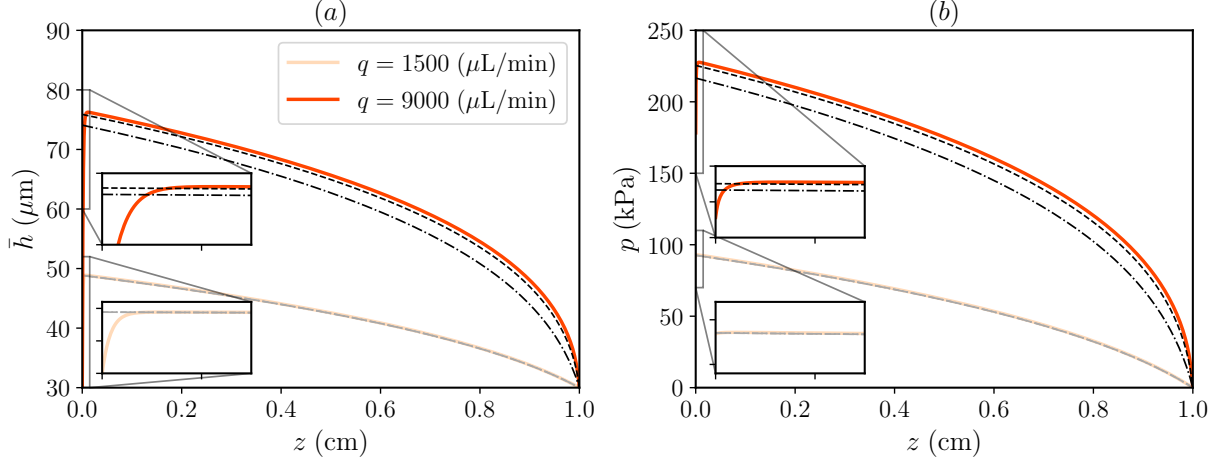 (a)
90
80
70
60
50
40
30
h̄ (μm)
q = 1500 (μL/min)
q = 9000 (μL/min)
0.0 0.2 0.4 0.6 0.8 1.0
z (cm)
(b)
250
200
150
100
50
0
p (kPa)
0.0 0.2 0.4 0.6 0.8 1.0
z (cm)